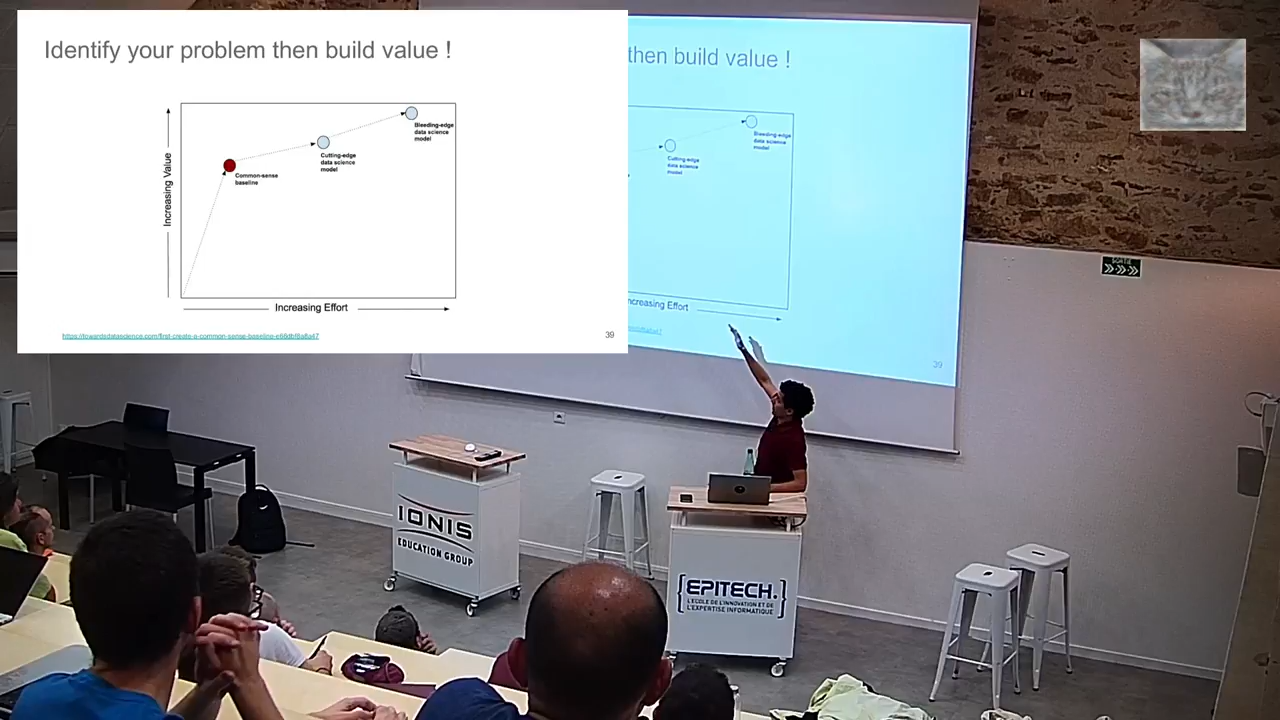 Identify your problem then build value !
Increasing Value
Bleeding-edge
data science
model
Cutting-edge
data science
model
Common-sense
baseline
Increasing Effort
39
then build value !
Bleeding-edge
data science
model
Cutting-edge
data science
model
Increasing Effort
39
SORTIE
IONIS
EDUCATION GROUP
{EPITECH.}
L'ECOLE DE L'INNOVATION ET DE
L'EXPERTISE INFORMATIQUE